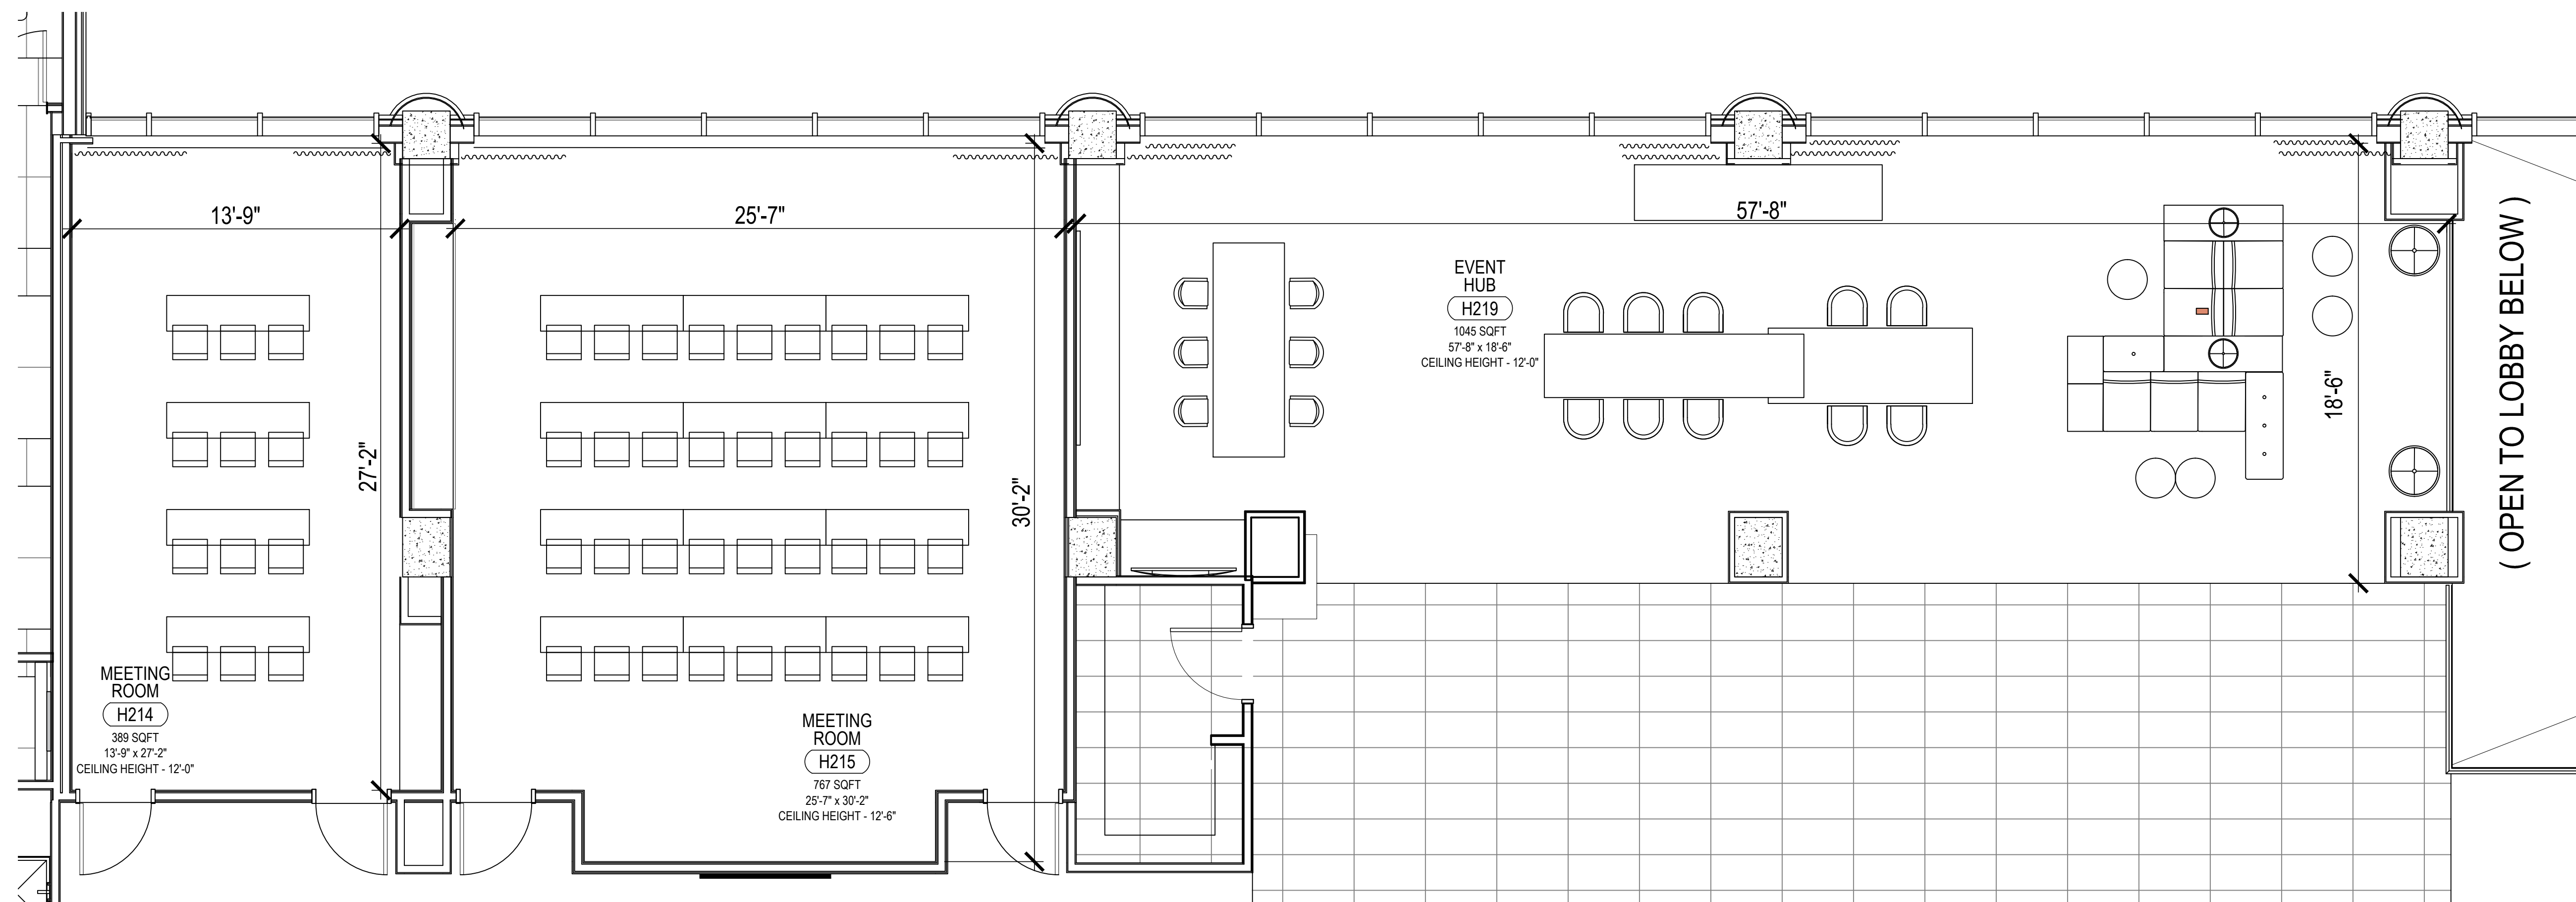 13'-9"
25'-7"
57'-8"
27'-2"
30'-2"
18'-6"
EVENT
HUB
H219
1045 SQFT
57'-8" x 18'-6"
CEILING HEIGHT - 12'-0"
( OPEN TO LOBBY BELOW )
MEETING
ROOM
H214
389 SQFT
13'-9" x 27'-2"
CEILING HEIGHT - 12'-0"
MEETING
ROOM
H215
767 SQFT
25'-7" x 30'-2"
CEILING HEIGHT - 12'-6"